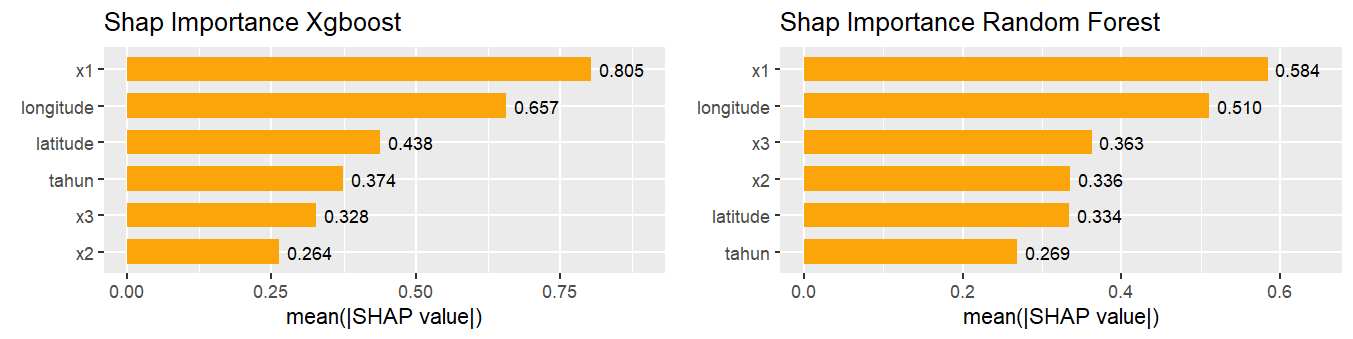 Shap Importance Xgboost
x1 0.805
longitude 0.657
latitude 0.438
tahun 0.374
x3 0.328
x2 0.264
0.00 0.25 0.50 0.75
mean(|SHAP value|)
Shap Importance Random Forest
x1 0.584
longitude 0.510
x3 0.363
x2 0.336
latitude 0.334
tahun 0.269
0.0 0.2 0.4 0.6
mean(|SHAP value|)